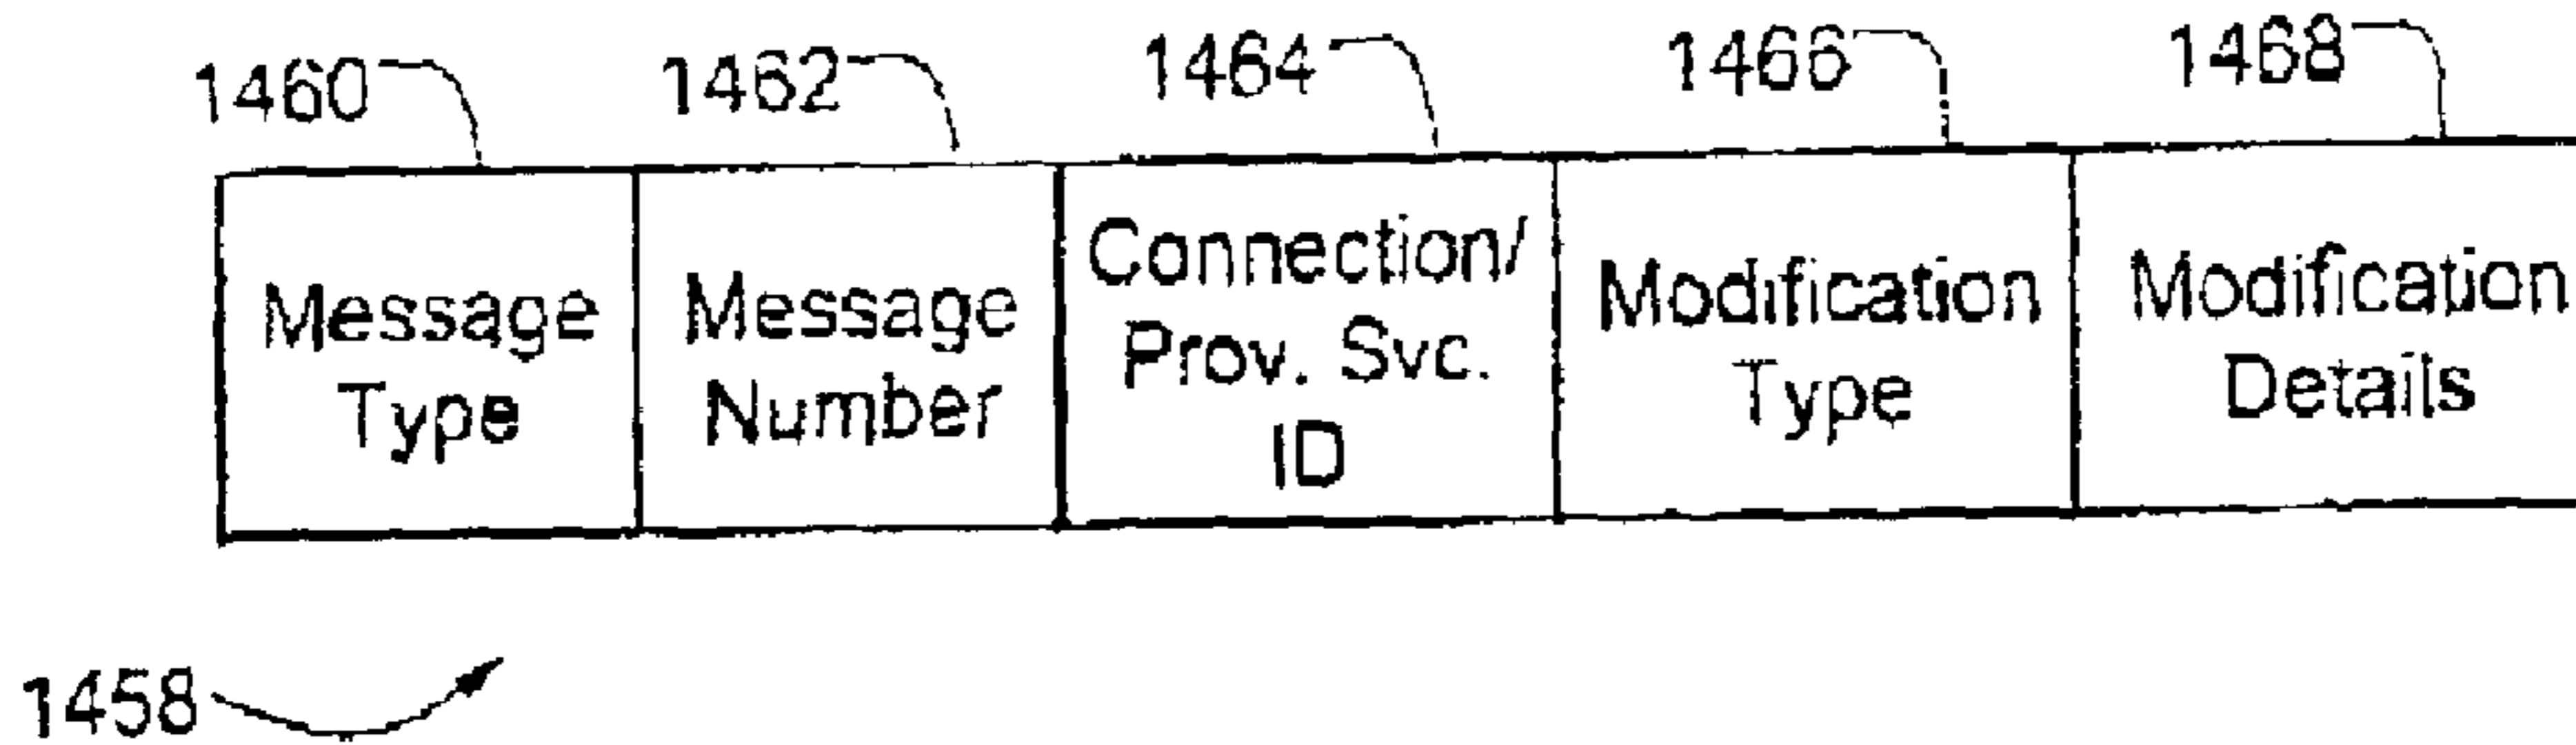 1460 1462 1464 1466 1468
Message
Type
Message
Number
Connection/
Prov. Svc.
ID
Modification
Type
Modification
Details
1458